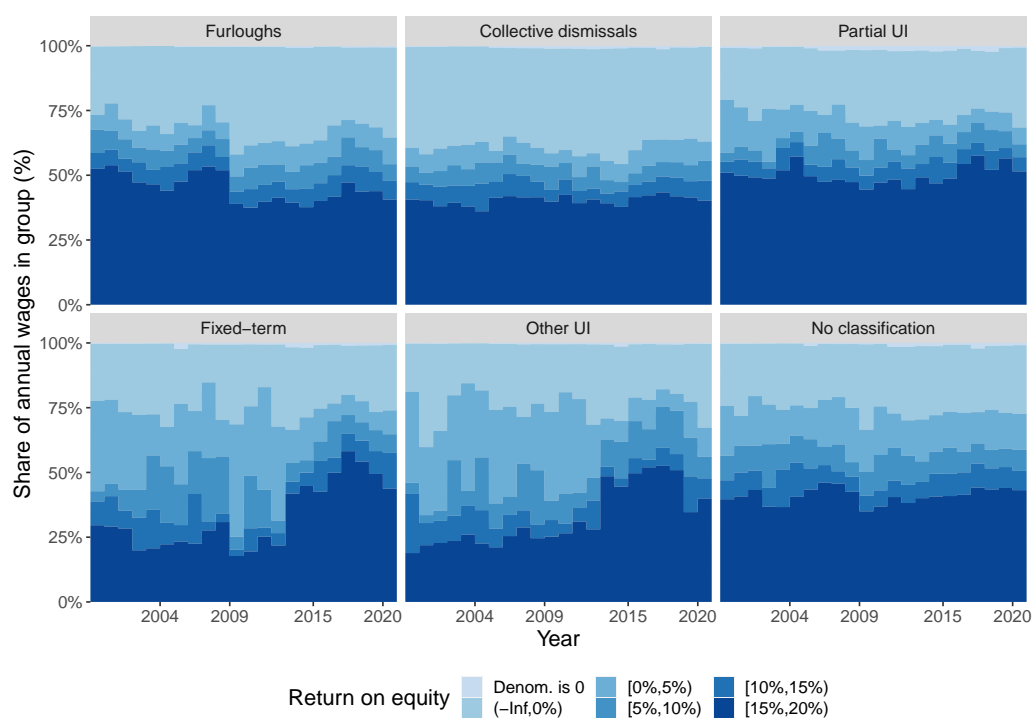 Furloughs
Collective dismissals
Partial UI
100%
75%
50%
25%
0%
Fixed−term
Other UI
No classification
100%
75%
50%
25%
0%
Share of annual wages in group (%)
2004 2009 2015 2020
2004 2009 2015 2020
2004 2009 2015 2020
Year
Return on equity
Denom. is 0
(−Inf,0%)
[0%,5%)
[5%,10%)
[10%,15%)
[15%,20%)